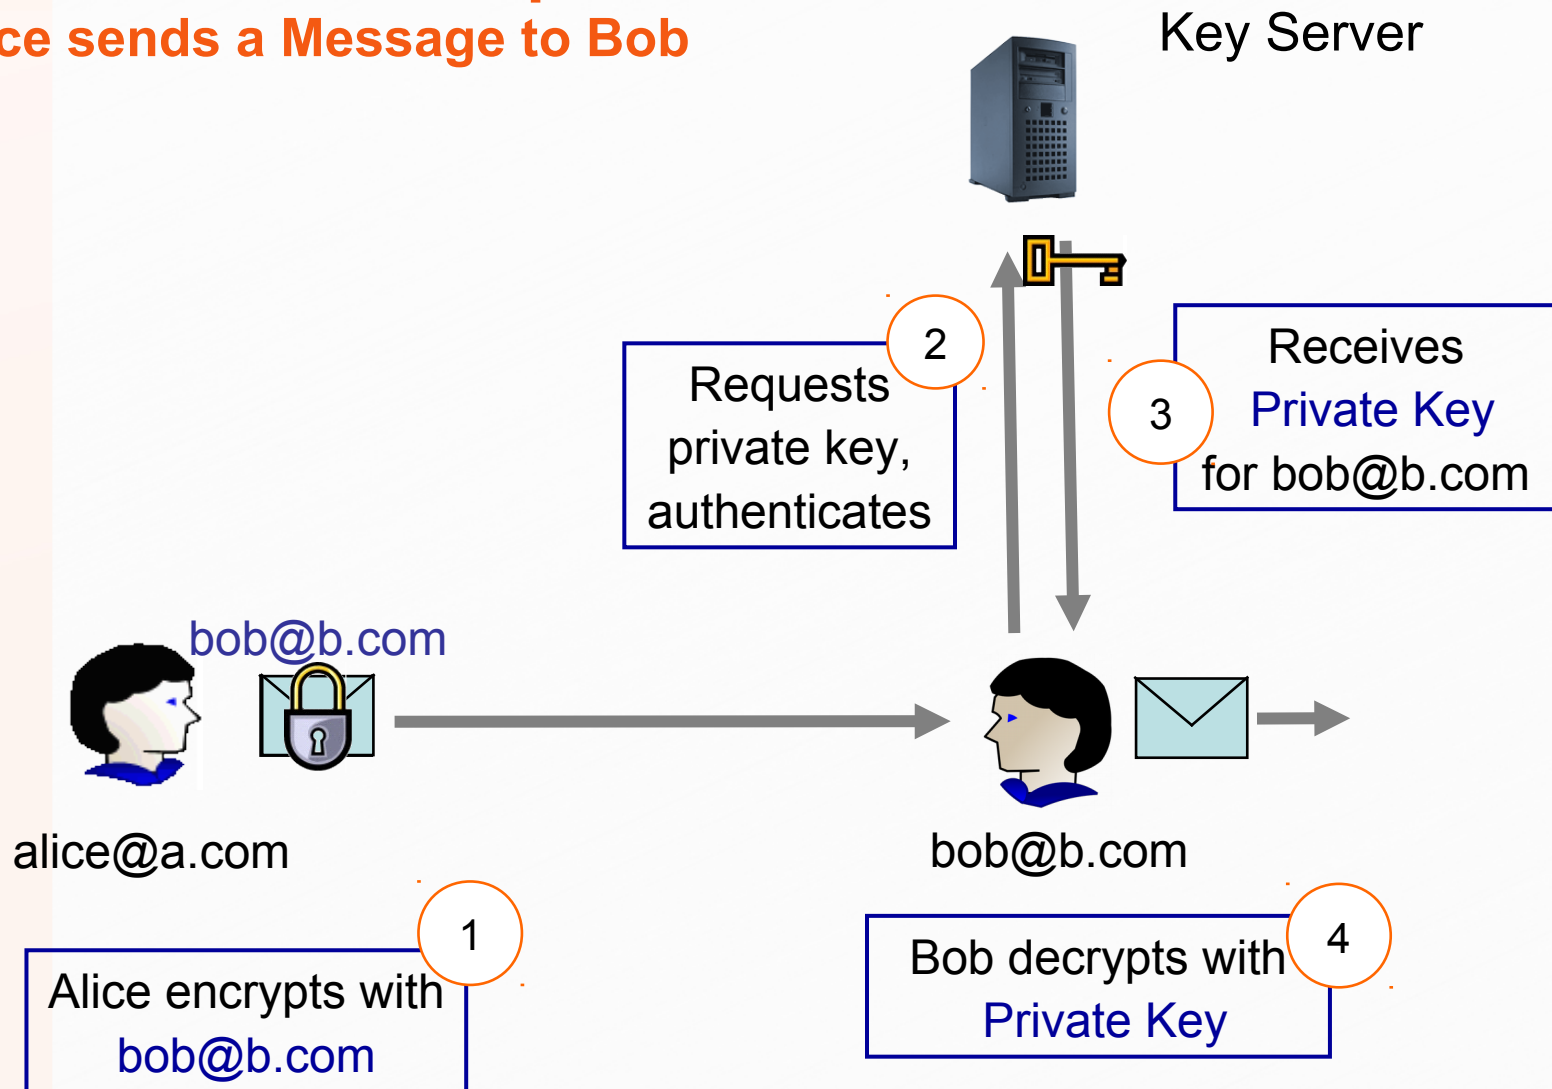 ce sends a Message to Bob
Key Server
2
Requests
private key,
authenticates
3
Receives
Private Key
for bob@b.com
bob@b.com
alice@a.com
bob@b.com
1
Alice encrypts with
bob@b.com
4
Bob decrypts with
Private Key